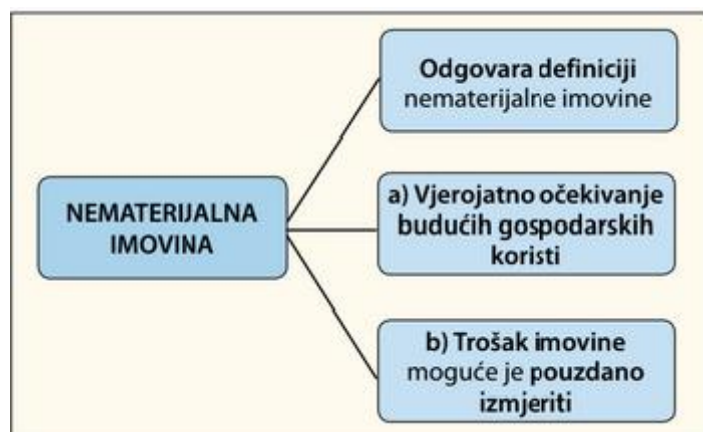 NEMATERIJALNA
IMOVINA
Odgovara definiciji
nematerijalne imovine
a) Vjerojatno očekivanje
budućih gospodarskih
koristi
b) Trošak imovine
moguće je pouzdano
izmjeriti